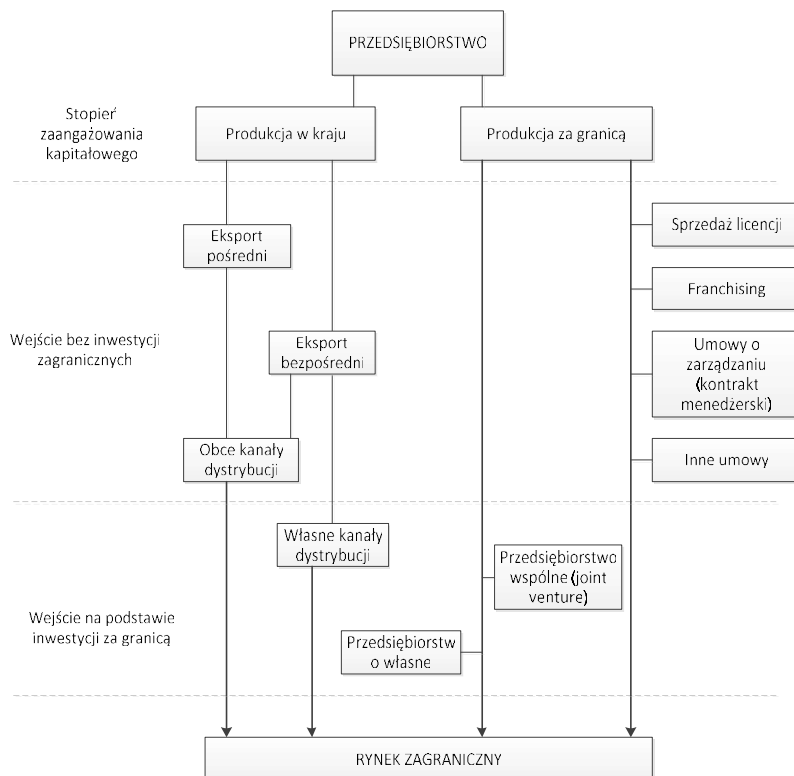 PRZEDSIĘBIORSTWO
Stopień
zaangażowania
kapitałowego
Produkcja w kraju
Produkcja za granicą
Sprzedaż licencji
Eksport
pośredni
Franchising
Wejście bez inwestycji
zagranicznych
Eksport
bezpośredni
Umowy o
zarządzaniu
(kontrakt
menedżerski)
Obce kanały
dystrybucji
Inne umowy
Własne kanały
dystrybucji
Przedsiębiorstwo
wspólne (joint
venture)
Wejście na podstawie
inwestycji za granicą
Przedsiębiorstw
o własne
RYNEK ZAGRANICZNY